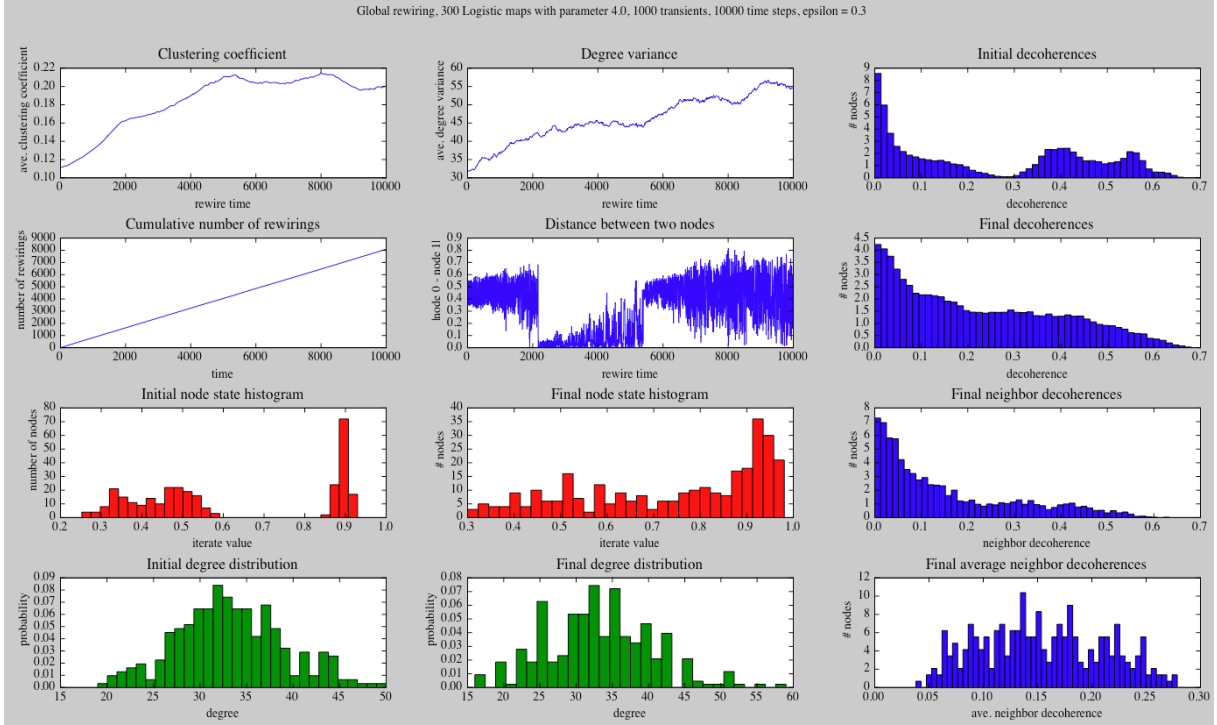 Global rewiring, 300 Logistic maps with parameter 4.0, 1000 transients, 10000 time steps, epsilon = 0.3
Clustering coefficient
ave. clustering coefficient
0.22
0.20
0.18
0.16
0.14
0.12
0.10
0 2000 4000 6000 8000 10000
rewire time
Degree variance
ave. degree variance
60
55
50
45
40
35
30
0 2000 4000 6000 8000 10000
rewire time
Initial decoherences
# nodes
9
8
7
6
5
4
3
2
1
0
0.0 0.1 0.2 0.3 0.4 0.5 0.6 0.7
decoherence
Cumulative number of rewirings
number of rewirings
9000
8000
7000
6000
5000
4000
3000
2000
1000
0
0 2000 4000 6000 8000 10000
time
Distance between two nodes
|node 0 - node 1|
0.9
0.8
0.7
0.6
0.5
0.4
0.3
0.2
0.1
0.0
0 2000 4000 6000 8000 10000
rewire time
Final decoherences
# nodes
4.5
4.0
3.5
3.0
2.5
2.0
1.5
1.0
0.5
0.0
0.0 0.1 0.2 0.3 0.4 0.5 0.6 0.7
decoherence
Initial node state histogram
number of nodes
80
70
60
50
40
30
20
10
0
0.2 0.3 0.4 0.5 0.6 0.7 0.8 0.9 1.0
iterate value
Final node state histogram
# nodes
40
35
30
25
20
15
10
5
0
0.3 0.4 0.5 0.6 0.7 0.8 0.9 1.0
iterate value
Final neighbor decoherences
# nodes
8
7
6
5
4
3
2
1
0
0.0 0.1 0.2 0.3 0.4 0.5 0.6 0.7
neighbor decoherence
Initial degree distribution
probability
0.09
0.08
0.07
0.06
0.05
0.04
0.03
0.02
0.01
0.00
15 20 25 30 35 40 45 50
degree
Final degree distribution
probability
0.08
0.07
0.06
0.05
0.04
0.03
0.02
0.01
0.00
15 20 25 30 35 40 45 50 55 60
degree
Final average neighbor decoherences
# nodes
12
10
8
6
4
2
0
0.00 0.05 0.10 0.15 0.20 0.25 0.30
ave. neighbor decoherence